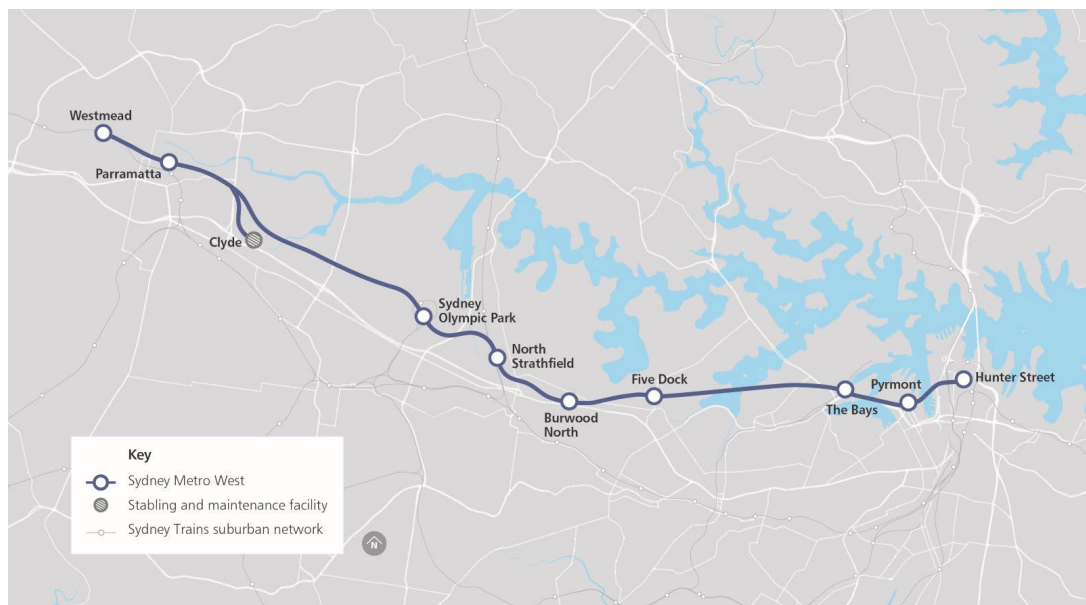 Westmead
Parramatta
Clyde
Sydney
Olympic Park
North
Strathfield
Burwood
North
Five Dock
The Bays
Pyrmont
Hunter Street
Key
Sydney Metro West
Stabling and maintenance facility
Sydney Trains suburban network
N